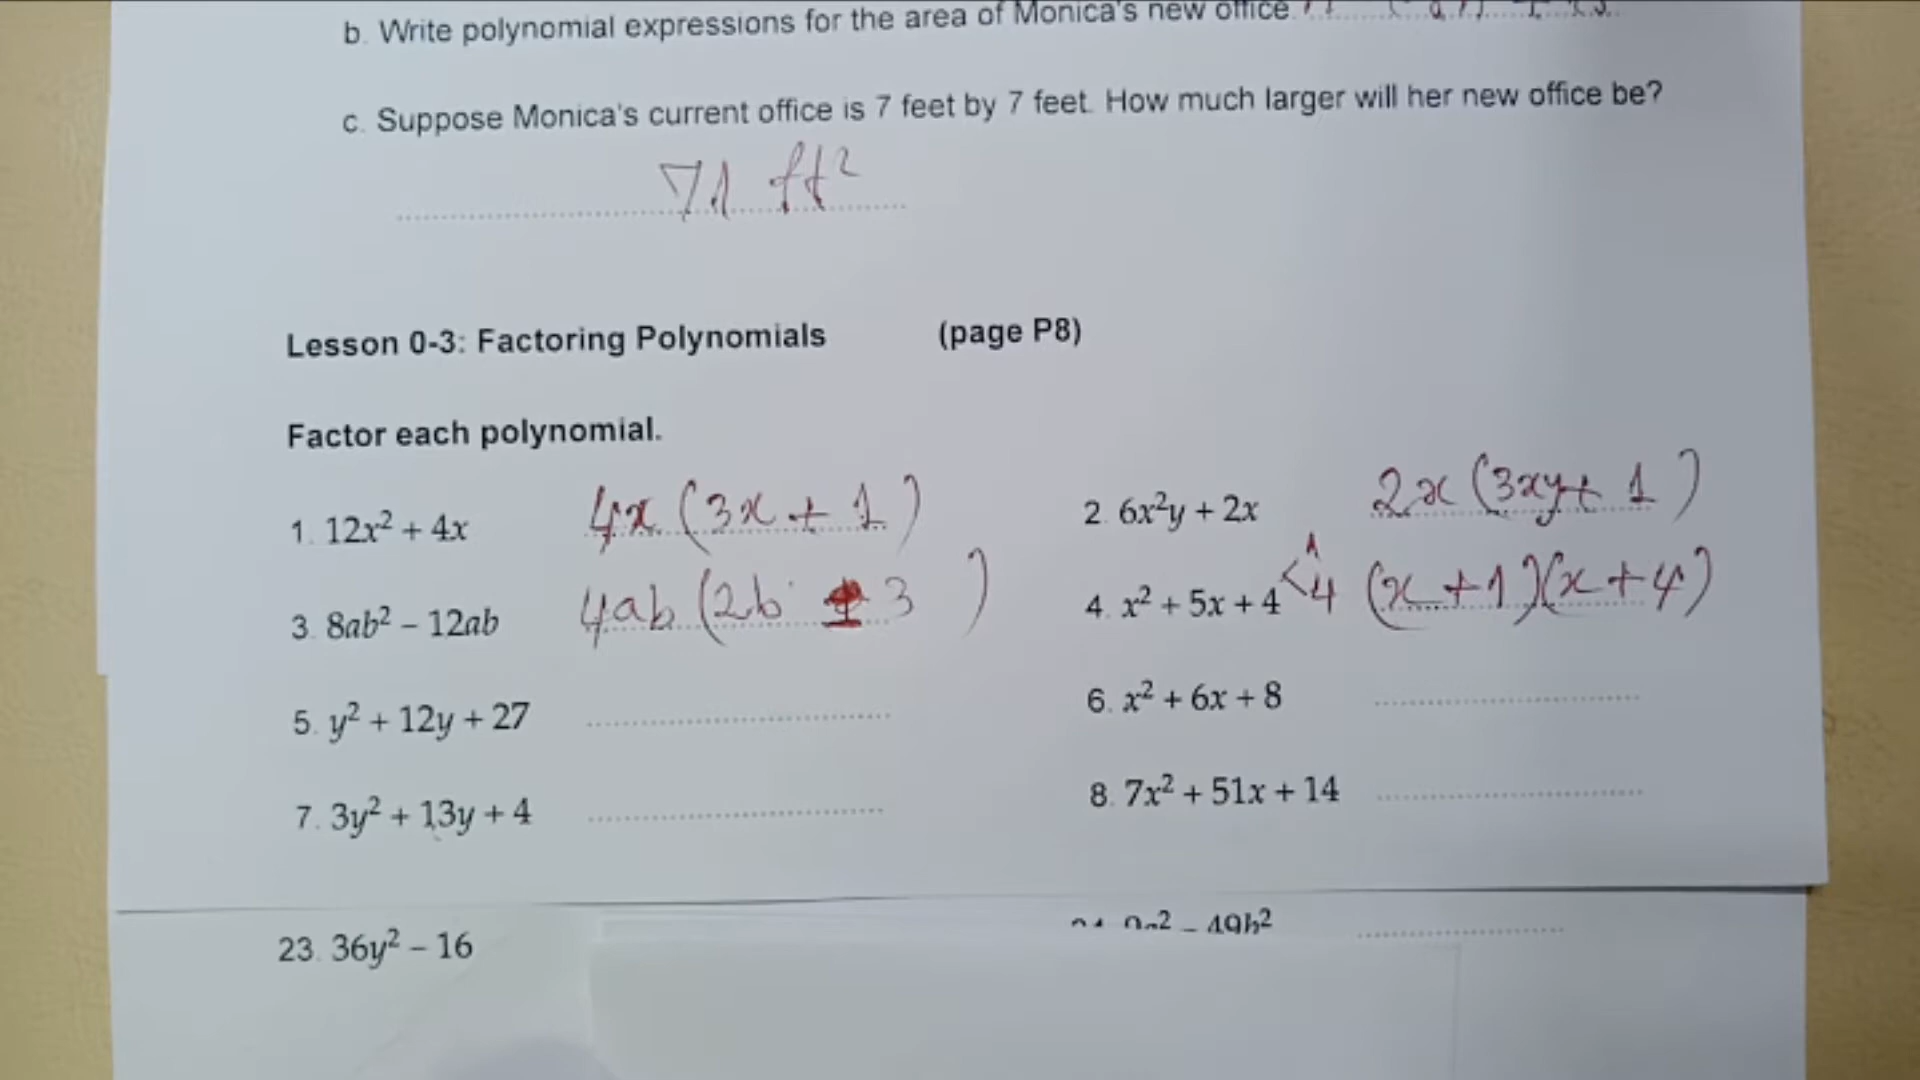 b. Write polynomial expressions for the area of Monica's new office.
c. Suppose Monica's current office is 7 feet by 7 feet. How much larger will her new office be?
71 ft²
Lesson 0-3: Factoring Polynomials (page P8)
Factor each polynomial.
1. 12x² + 4x 4x (3x + 1) 2. 6x²y + 2x 2x (3xy + 1)
3. 8ab² – 12ab 4ab (2b - 3) 4. x² + 5x + 4 < 1 4 (x + 1)(x + 4)
5. y² + 12y + 27 6. x² + 6x + 8
7. 3y² + 13y + 4 8. 7x² + 51x + 14
23. 36y² – 16 – 49b²